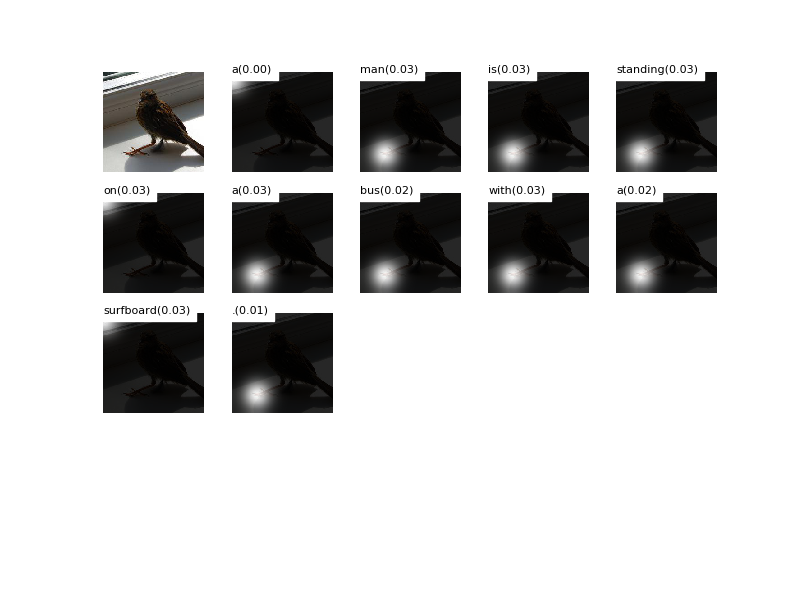 a(0.00) man(0.03) is(0.03) standing(0.03)
on(0.03) a(0.03) bus(0.02) with(0.03) a(0.02)
surfboard(0.03) .(0.01)